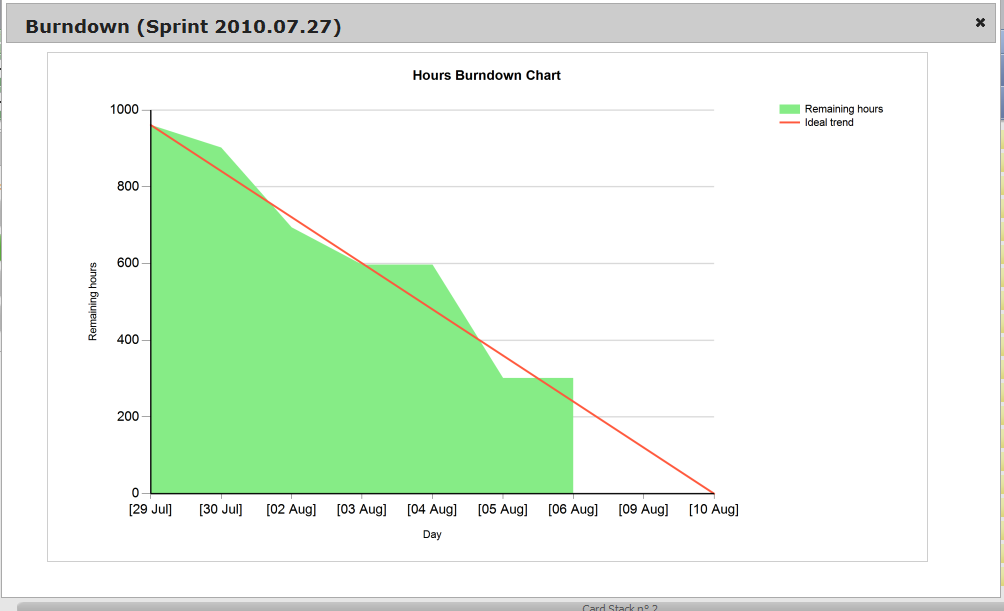 Burndown (Sprint 2010.07.27)
Hours Burndown Chart
Remaining hours
Ideal trend
1000
800
600
400
200
0
Remaining hours
[29 Jul] [30 Jul] [02 Aug] [03 Aug] [04 Aug] [05 Aug] [06 Aug] [09 Aug] [10 Aug]
Day
Card Stack n° 2